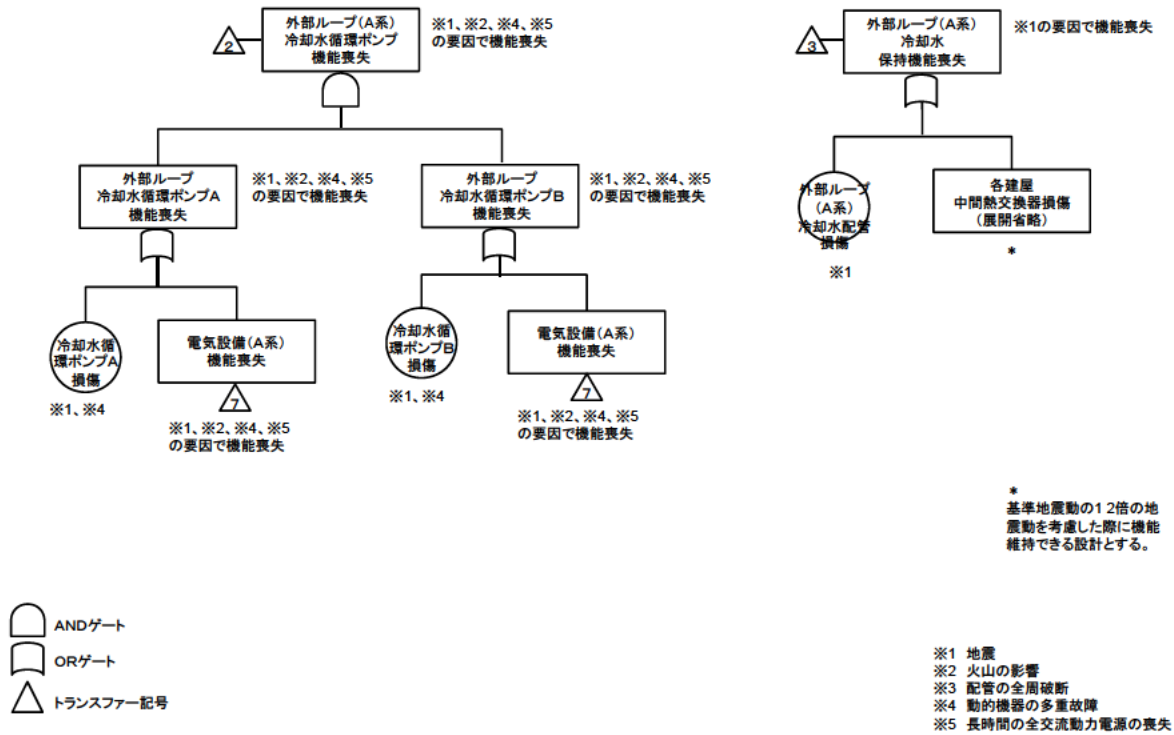 2
外部ループ(A系)
冷却水循環ポンプ
機能喪失
※1、※2、※4、※5
の要因で機能喪失
外部ループ
冷却水循環ポンプA
機能喪失
※1、※2、※4、※5
の要因で機能喪失
外部ループ
冷却水循環ポンプB
機能喪失
※1、※2、※4、※5
の要因で機能喪失
冷却水循
環ポンプA
損傷
※1、※4
電気設備(A系)
機能喪失
7
※1、※2、※4、※5
の要因で機能喪失
冷却水循
環ポンプB
損傷
※1、※4
電気設備(A系)
機能喪失
7
※1、※2、※4、※5
の要因で機能喪失
3
外部ループ(A系)
冷却水
保持機能喪失
※1の要因で機能喪失
外部ループ
(A系)
冷却水配管
損傷
※1
各建屋
中間熱交換器損傷
(展開省略)
*
*
基準地震動の1 2倍の地
震動を考慮した際に機能
維持できる設計とする。
ANDゲート
ORゲート
トランスファー記号
※1 地震
※2 火山の影響
※3 配管の全周破断
※4 動的機器の多重故障
※5 長時間の全交流動力電源の喪失